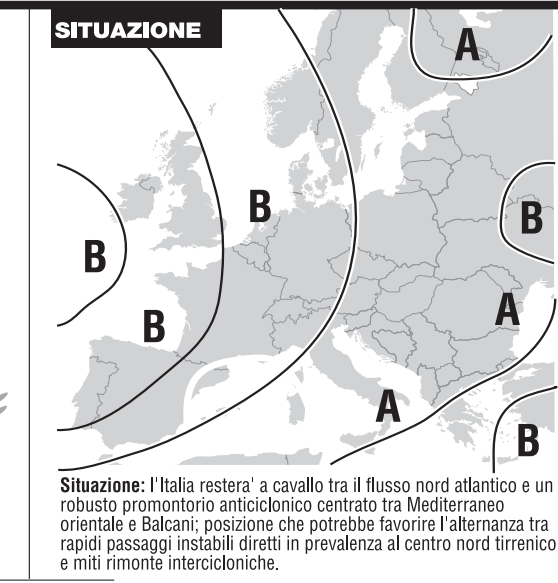 SITUAZIONE
A
B
B
B
B
A
A
B
Situazione: l'Italia restera' a cavallo tra il flusso nord atlantico e un
robusto promontorio anticiclonico centrato tra Mediterraneo
orientale e Balcani; posizione che potrebbe favorire l'alternanza tra
rapidi passaggi instabili diretti in prevalenza al centro nord tirrenico
e miti rimonte intercicloniche.